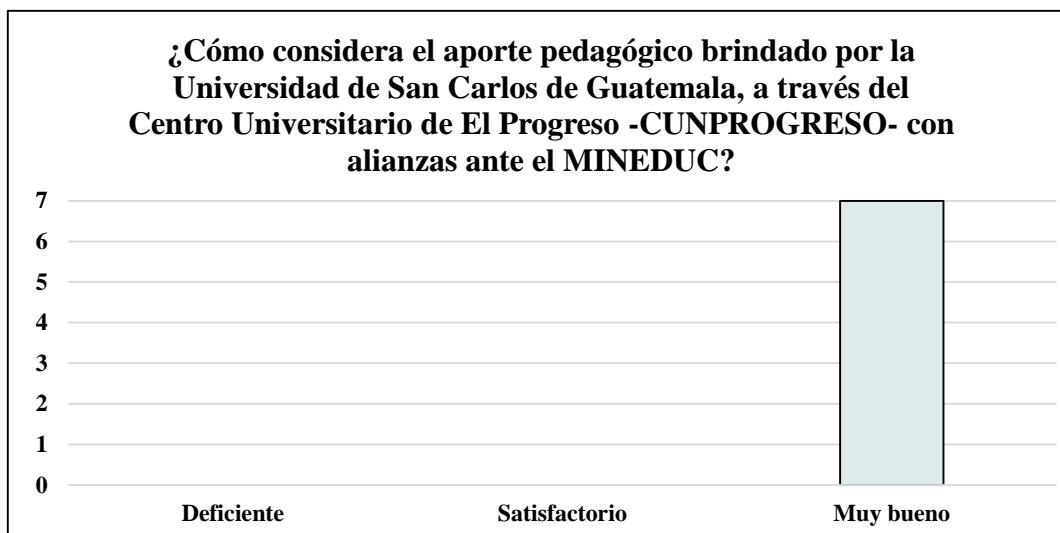 ¿Cómo considera el aporte pedagógico brindado por la
Universidad de San Carlos de Guatemala, a través del
Centro Universitario de El Progreso -CUNPROGRESO- con
alianzas ante el MINEDUC?
7
6
5
4
3
2
1
0
Deficiente Satisfactorio Muy bueno